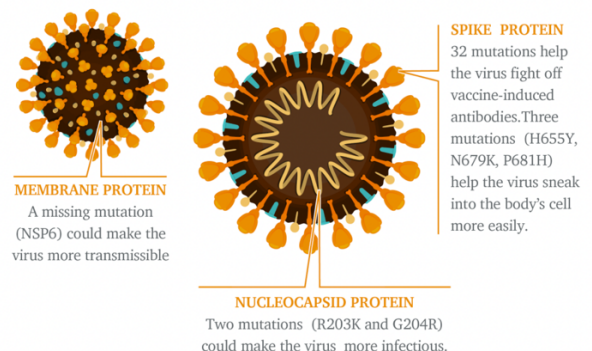 SPIKE PROTEIN
32 mutations help
the virus fight off
vaccine-induced
antibodies.Three
mutations (H655Y,
N679K, P681H)
help the virus sneak
into the body's cell
more easily.
MEMBRANE PROTEIN
A missing mutation
(NSP6) could make the
virus more transmissible
NUCLEOCAPSID PROTEIN
Two mutations (R203K and G204R)
could make the virus more infectious.